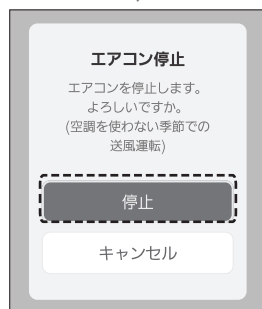 エアコン停止
エアコンを停止します。
よろしいですか。
(空調を使わない季節での
送風運転)
停止
キャンセル